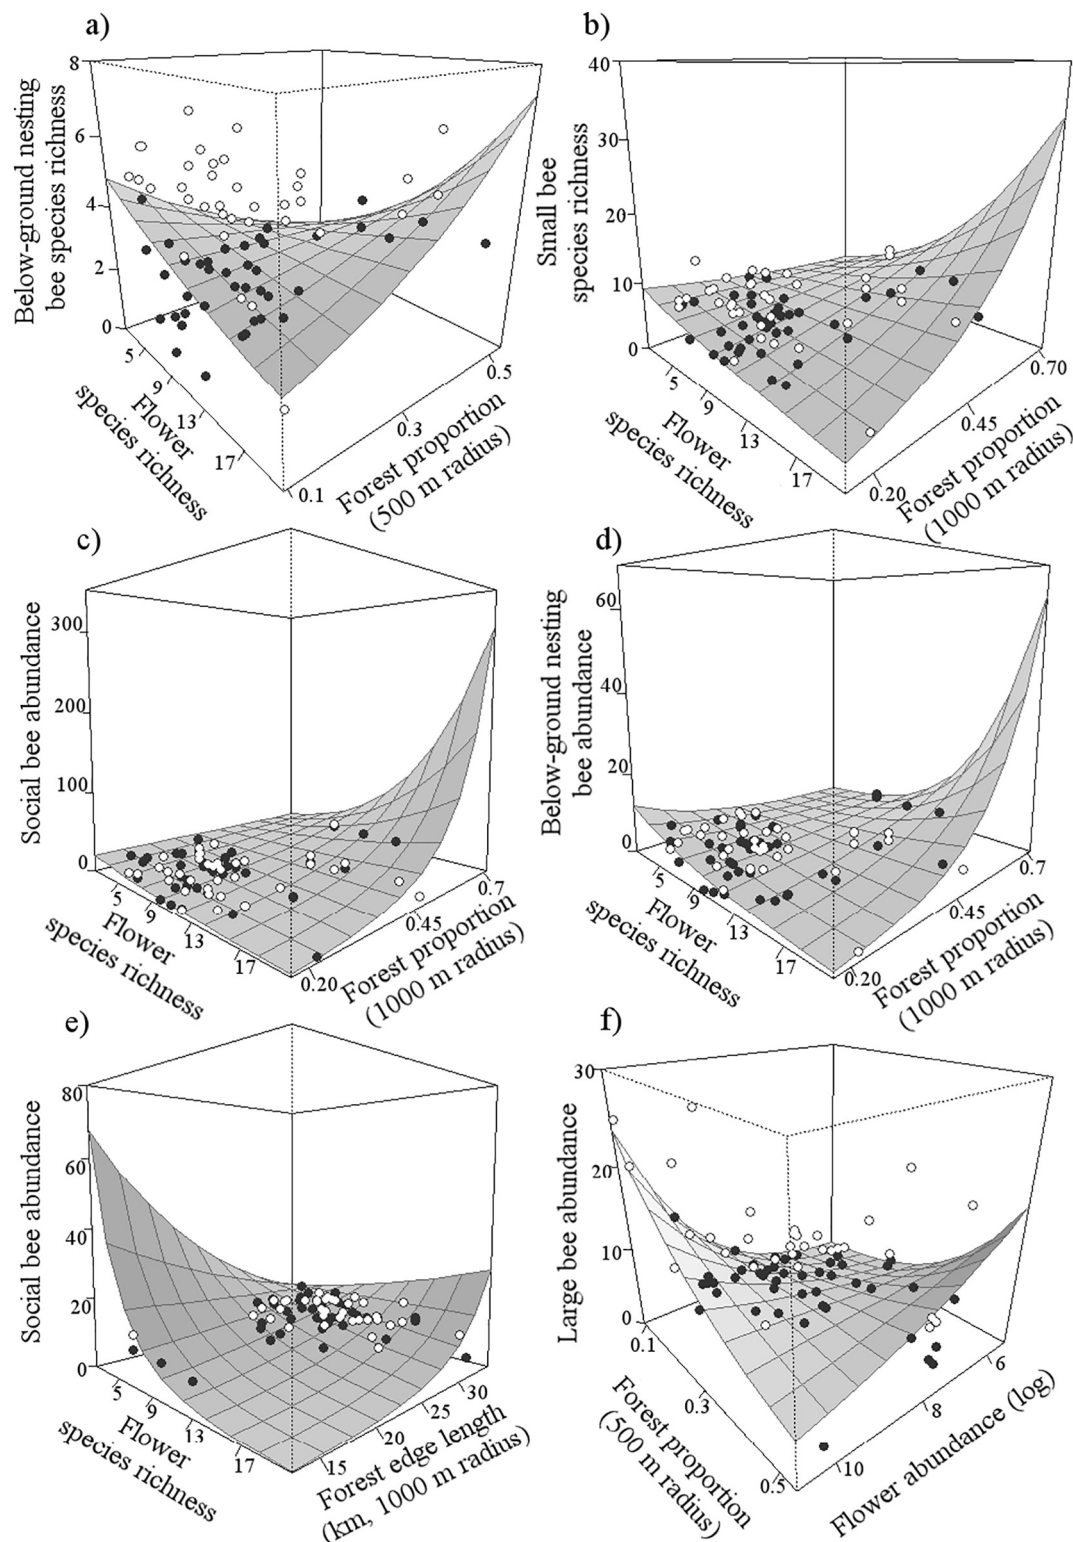 a)
8
6
4
2
0
Below-ground nesting
bee species richness
5
9
13
17
Flower
species richness
0.1
0.3
0.5
Forest proportion
(500 m radius)
b)
40
30
20
10
0
Small bee
species richness
5
9
13
17
Flower
species richness
0.20
0.45
0.70
Forest proportion
(1000 m radius)
c)
300
200
100
0
Social bee abundance
5
9
13
17
Flower
species richness
0.20
0.45
0.7
Forest proportion
(1000 m radius)
d)
60
40
20
0
Below-ground nesting
bee abundance
5
9
13
17
Flower
species richness
0.20
0.45
0.7
Forest proportion
(1000 m radius)
e)
80
60
40
20
0
Social bee abundance
5
9
13
17
Flower
species richness
15
20
25
30
Forest edge length
(km, 1000 m radius)
f)
30
20
10
0
Large bee abundance
0.1
0.3
0.5
Forest proportion
(500 m radius)
10
8
6
Flower abundance (log)